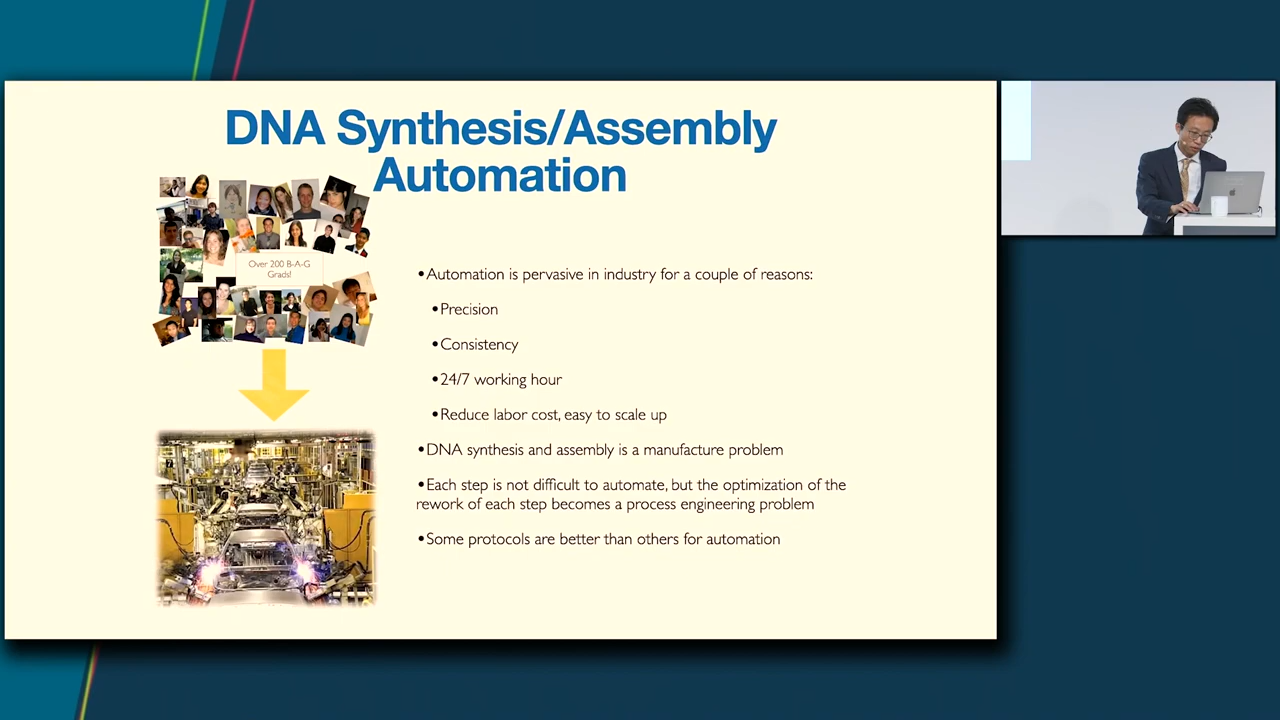 DNA Synthesis/Assembly
Automation
Over 200 B-A-G
Grads!
•Automation is pervasive in industry for a couple of reasons:
•Precision
•Consistency
•24/7 working hour
•Reduce labor cost, easy to scale up
•DNA synthesis and assembly is a manufacture problem
•Each step is not difficult to automate, but the optimization of the
rework of each step becomes a process engineering problem
•Some protocols are better than others for automation